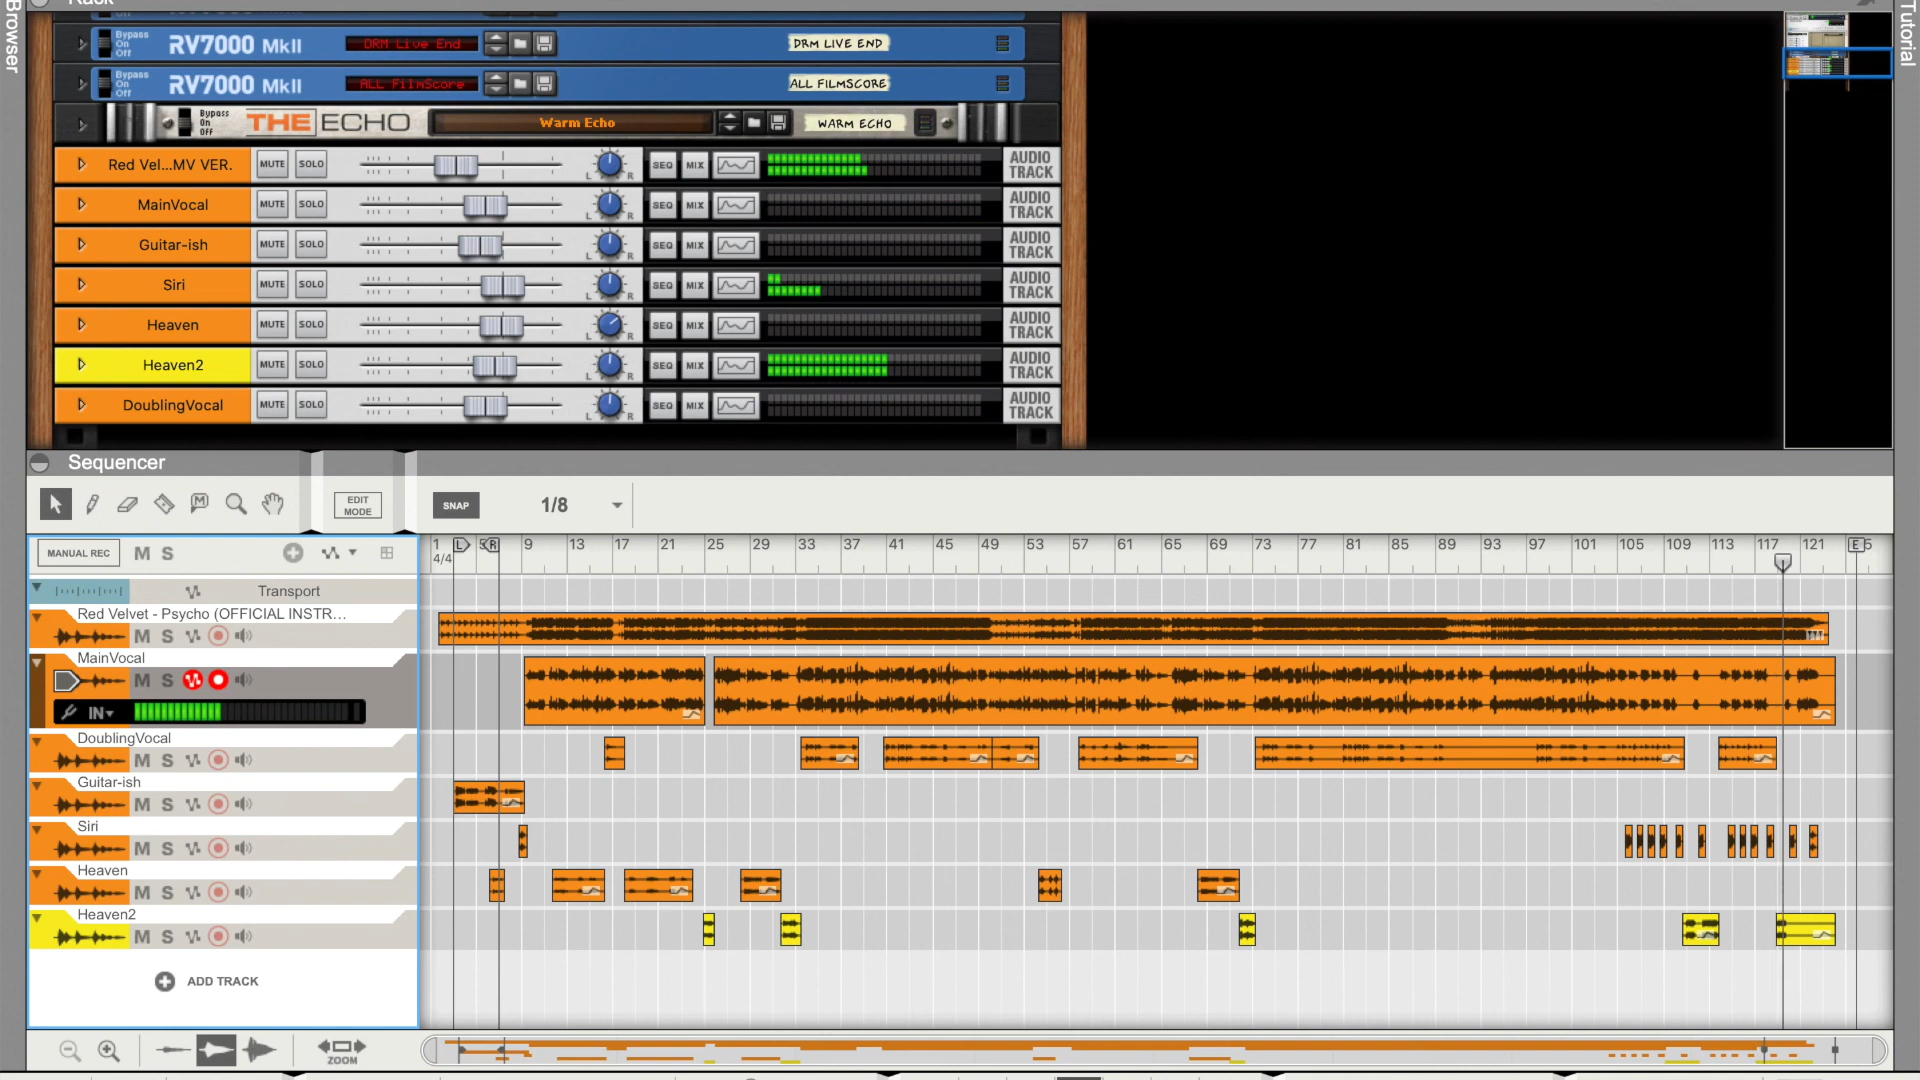 Browser
Rack
Tutorial
Bypass
On
Off
RV7000 MkII
DRM Live End
DRM LIVE END
Bypass
On
Off
RV7000 MkII
ALL FilmScore
ALL FILMSCORE
Bypass
On
Off
THE ECHO
Warm Echo
WARM ECHO
Red Vel...MV VER. MUTE SOLO L R SEQ MIX AUDIO TRACK
MainVocal MUTE SOLO L R SEQ MIX AUDIO TRACK
Guitar-ish MUTE SOLO L R SEQ MIX AUDIO TRACK
Siri MUTE SOLO L R SEQ MIX AUDIO TRACK
Heaven MUTE SOLO L R SEQ MIX AUDIO TRACK
Heaven2 MUTE SOLO L R SEQ MIX AUDIO TRACK
DoublingVocal MUTE SOLO L R SEQ MIX AUDIO TRACK
Sequencer
M EDIT MODE SNAP 1/8
MANUAL REC M S
1 L 5 R 9 13 17 21 25 29 33 37 41 45 49 53 57 61 65 69 73 77 81 85 89 93 97 101 105 109 113 117 121 E 5
4/4
Transport
Red Velvet - Psycho (OFFICIAL INSTR...
M S
MainVocal
M S
IN
DoublingVocal
M S
Guitar-ish
M S
Siri
M S
Heaven
M S
Heaven2
M S
ADD TRACK
ZOOM